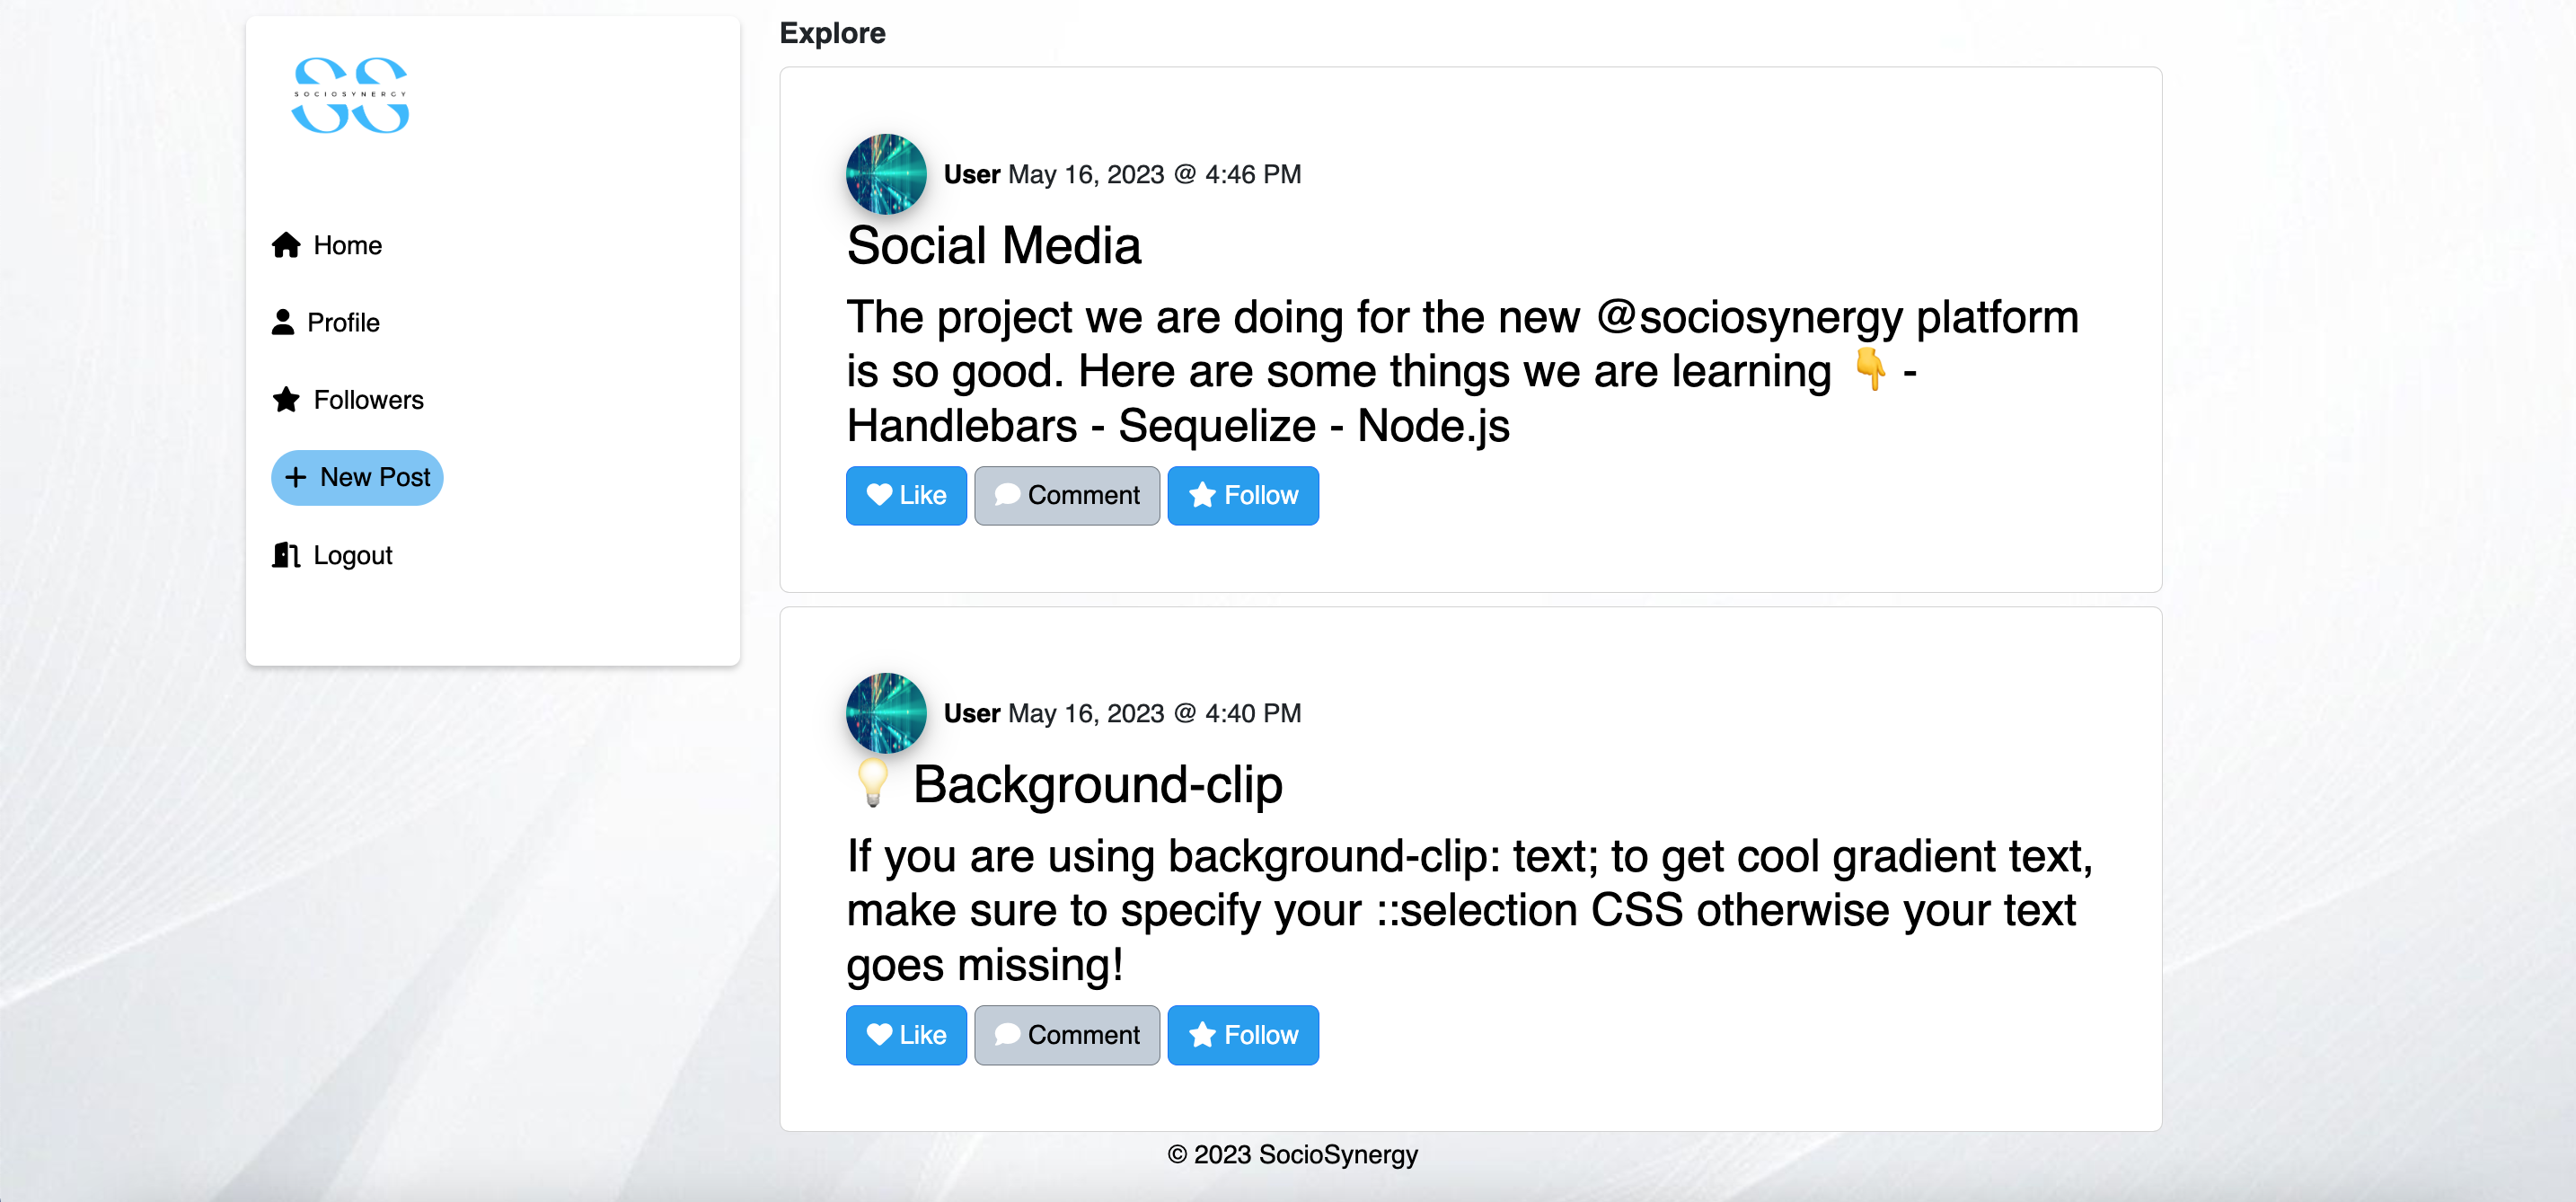 SOCIOSYNERGY
Home
Profile
Followers
New Post
Logout
Explore
User May 16, 2023 @ 4:46 PM
Social Media
The project we are doing for the new @sociosynergy platform
is so good. Here are some things we are learning 👇 -
Handlebars - Sequelize - Node.js
Like Comment Follow
User May 16, 2023 @ 4:40 PM
💡 Background-clip
If you are using background-clip: text; to get cool gradient text,
make sure to specify your ::selection CSS otherwise your text
goes missing!
Like Comment Follow
© 2023 SocioSynergy